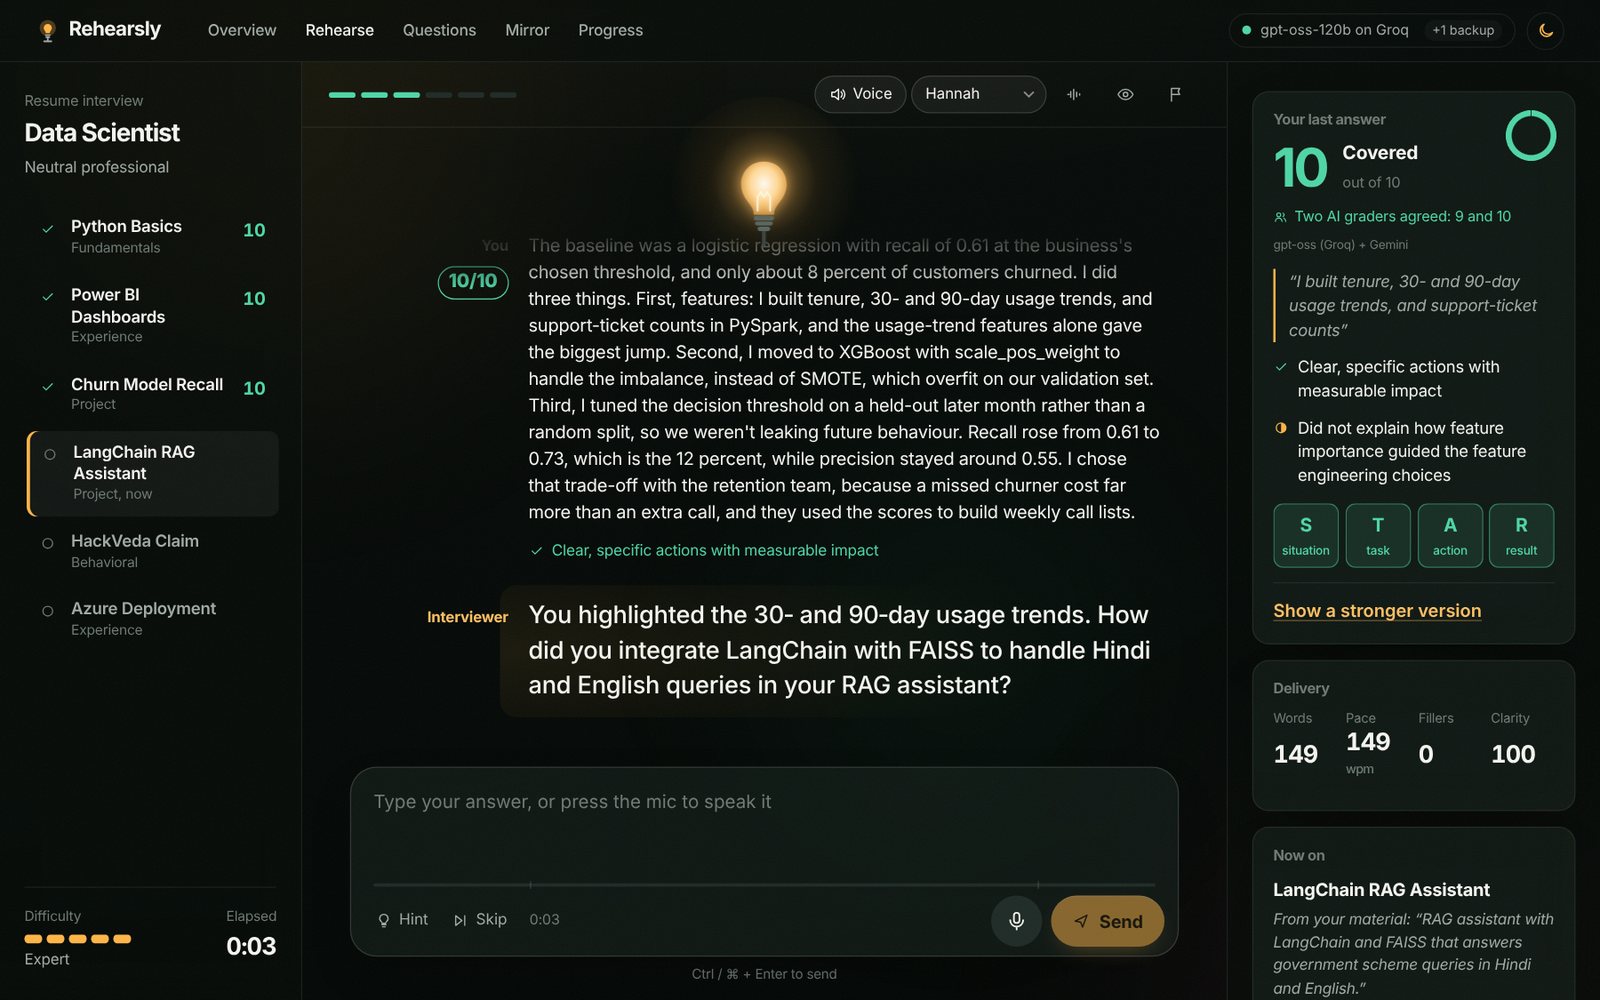 Rehearsly
Overview
Rehearse
Questions
Mirror
Progress
gpt-oss-120b on Groq
+1 backup
Resume interview
Data Scientist
Neutral professional
Python Basics
10
Fundamentals
Power BI
Dashboards
10
Experience
Churn Model Recall
10
Project
LangChain RAG
Assistant
Project, now
HackVeda Claim
Behavioral
Azure Deployment
Experience
Difficulty
Expert
Elapsed
0:03
Voice
Hannah
You
10/10
The baseline was a logistic regression with recall of 0.61 at the business's
chosen threshold, and only about 8 percent of customers churned. I did
three things. First, features: I built tenure, 30- and 90-day usage trends, and
support-ticket counts in PySpark, and the usage-trend features alone gave
the biggest jump. Second, I moved to XGBoost with scale_pos_weight to
handle the imbalance, instead of SMOTE, which overfit on our validation set.
Third, I tuned the decision threshold on a held-out later month rather than a
random split, so we weren't leaking future behaviour. Recall rose from 0.61 to
0.73, which is the 12 percent, while precision stayed around 0.55. I chose
that trade-off with the retention team, because a missed churner cost far
more than an extra call, and they used the scores to build weekly call lists.
Clear, specific actions with measurable impact
Interviewer
You highlighted the 30- and 90-day usage trends. How
did you integrate LangChain with FAISS to handle Hindi
and English queries in your RAG assistant?
Type your answer, or press the mic to speak it
Hint
Skip
0:03
Send
Ctrl / ⌘ + Enter to send
Your last answer
10
Covered
out of 10
Two AI graders agreed: 9 and 10
gpt-oss (Groq) + Gemini
“I built tenure, 30- and 90-day
usage trends, and support-ticket
counts”
Clear, specific actions with
measurable impact
Did not explain how feature
importance guided the feature
engineering choices
S
situation
T
task
A
action
R
result
Show a stronger version
Delivery
Words
149
Pace
149
wpm
Fillers
0
Clarity
100
Now on
LangChain RAG Assistant
From your material: “RAG assistant with
LangChain and FAISS that answers
government scheme queries in Hindi
and English.”